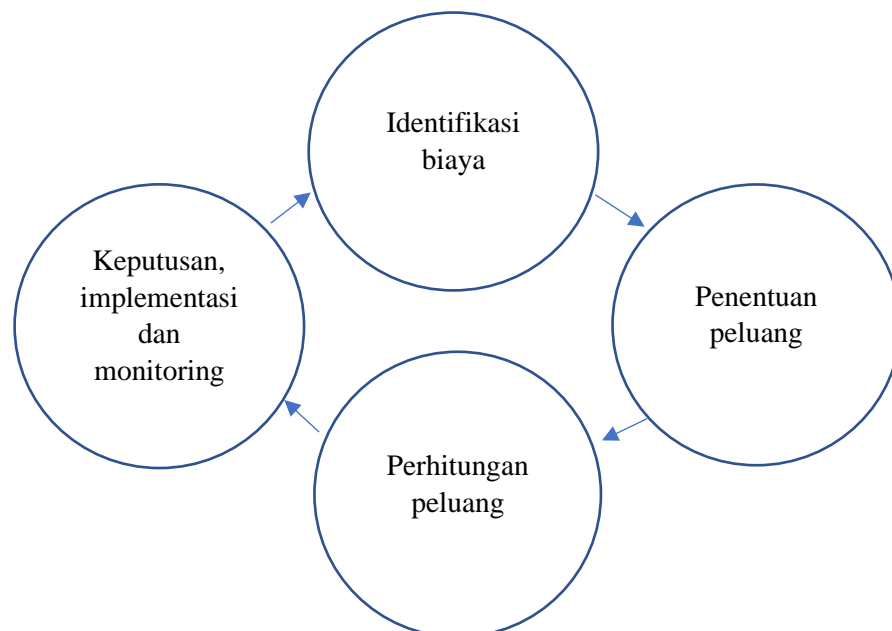 Identifikasi
biaya
Penentuan
peluang
Perhitungan
peluang
Keputusan,
implementasi
dan
monitoring